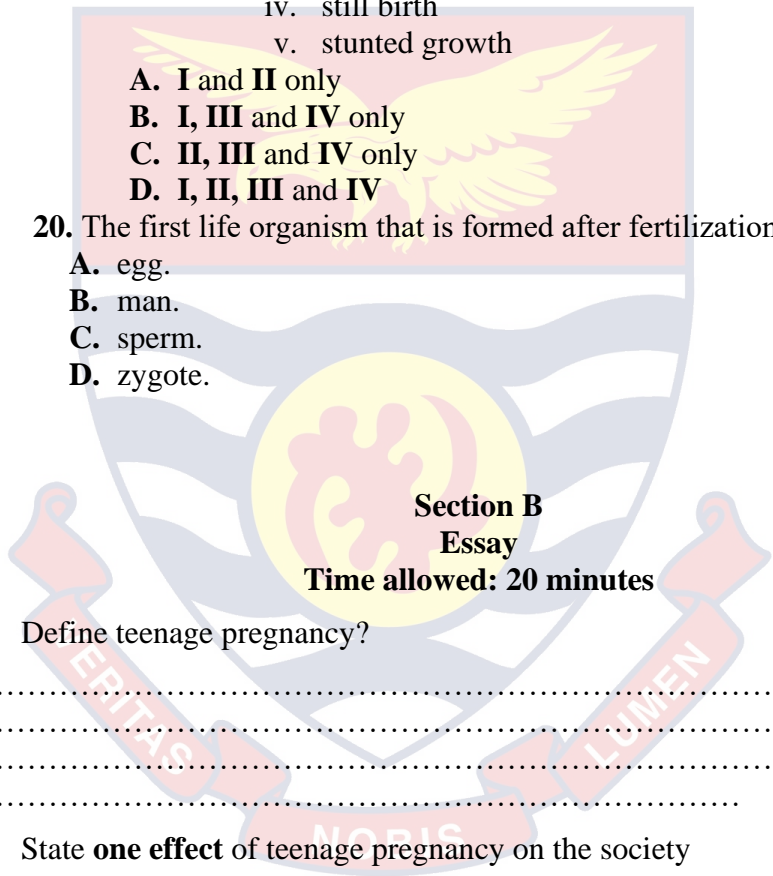 iv. still birth
v. stunted growth
A. I and II only
B. I, III and IV only
C. II, III and IV only
D. I, II, III and IV
20. The first life organism that is formed after fertilization
A. egg.
B. man.
C. sperm.
D. zygote.
Section B
Essay
Time allowed: 20 minutes
Define teenage pregnancy?
……………………………………………………………………
……………………………………………………………………
……………………………………………………………………
…………………………………………………………………
VERITAS NOBIS LUMEN
State one effect of teenage pregnancy on the society